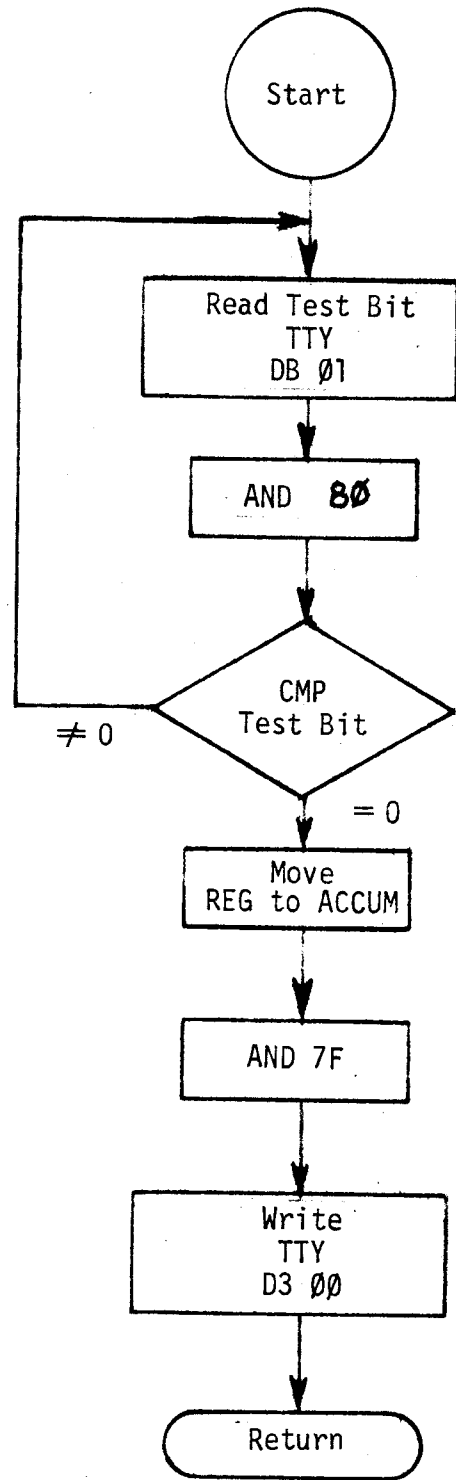 Start
Read Test Bit
TTY
DB Ø1
AND 8Ø
CMP
Test Bit
≠ 0
= 0
Move
REG to ACCUM
AND 7F
Write
TTY
D3 ØØ
Return